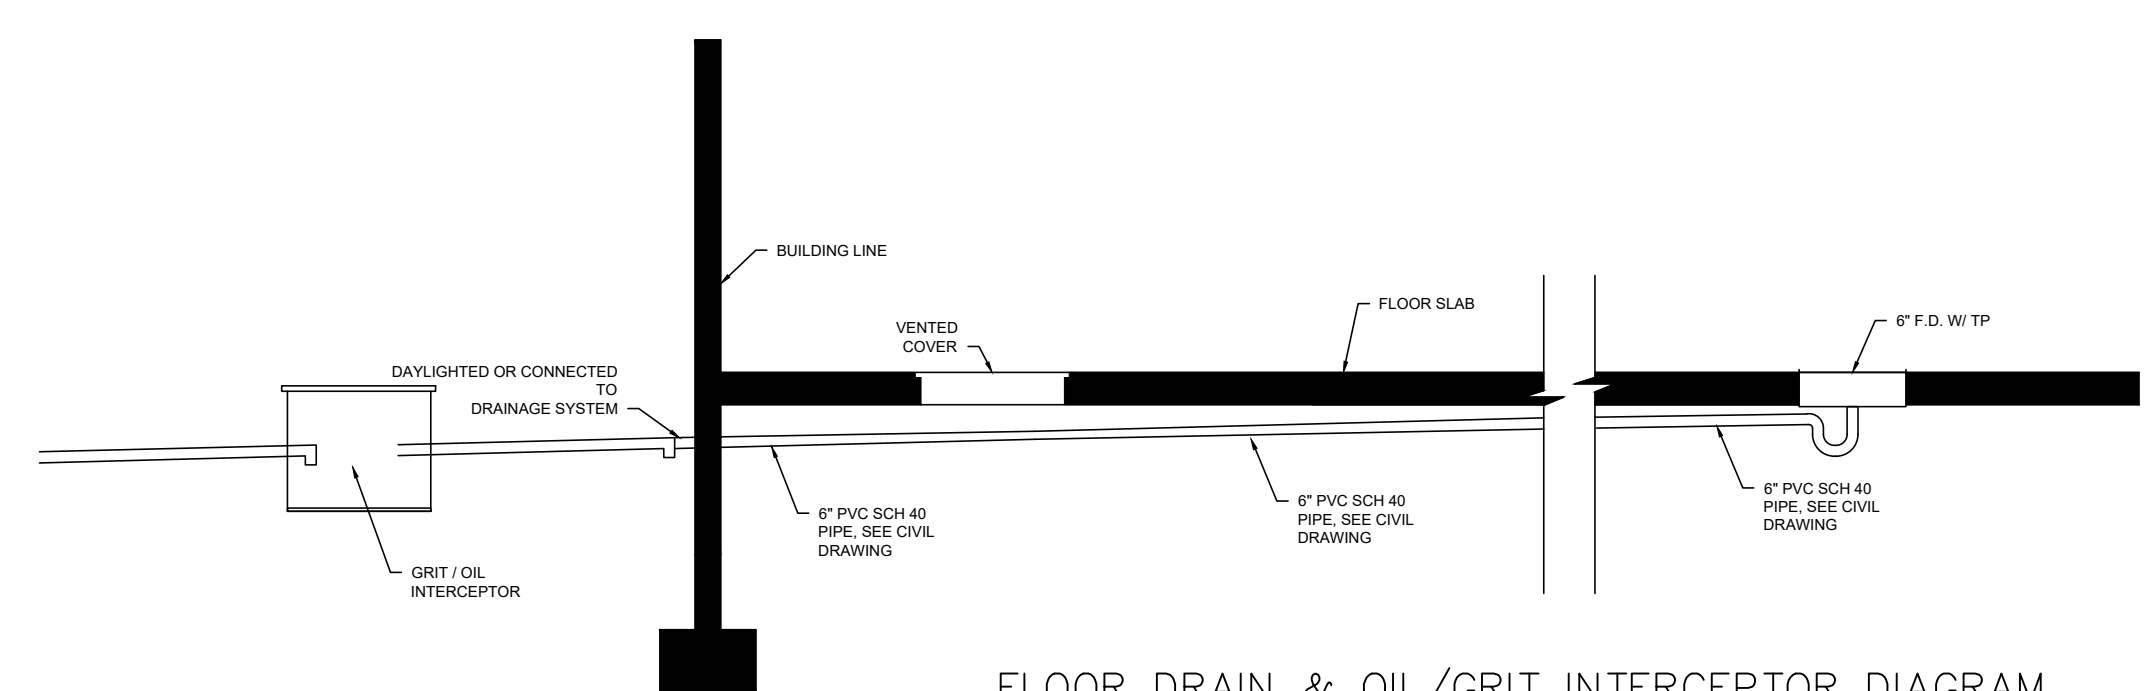 BUILDING LINE
FLOOR SLAB
6" F.D. W/ TP
VENTED
COVER
DAYLIGHTED OR CONNECTED
TO
DRAINAGE SYSTEM
6" PVC SCH 40
PIPE, SEE CIVIL
DRAWING
6" PVC SCH 40
PIPE, SEE CIVIL
DRAWING
6" PVC SCH 40
PIPE, SEE CIVIL
DRAWING
GRIT / OIL
INTERCEPTOR
FLOOR DRAIN & OIL/GRIT INTERCEPTOR DIAGRAM